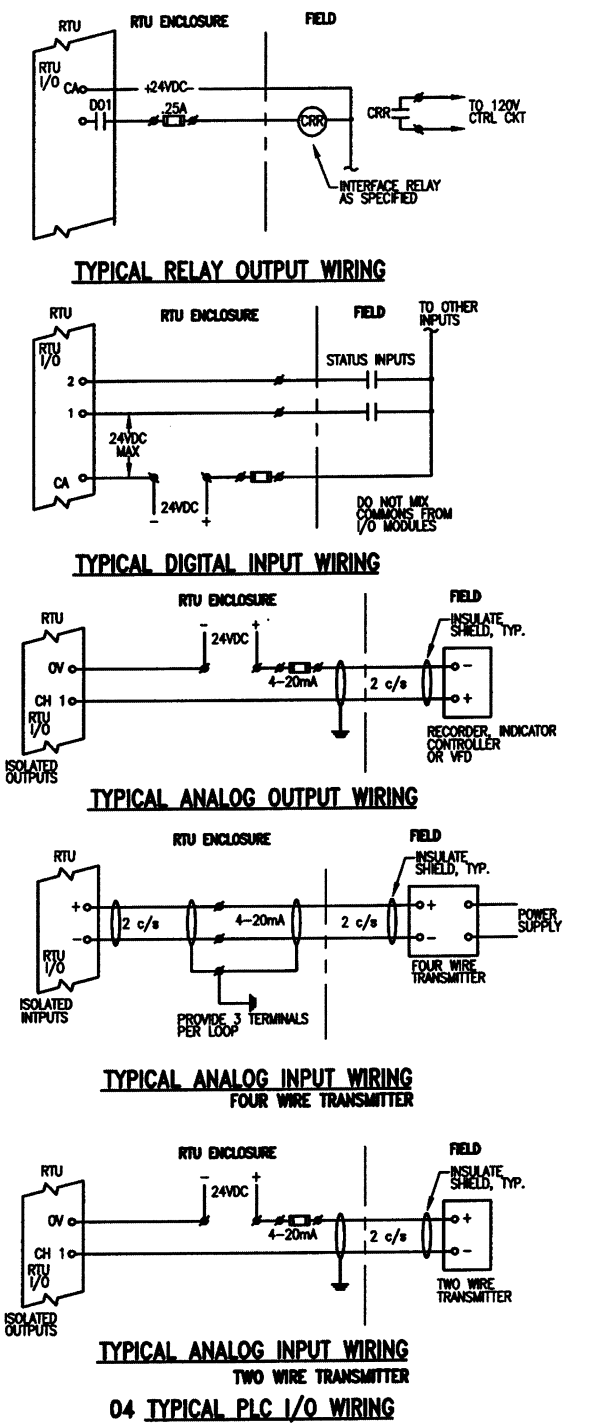 RTU RTU ENCLOSURE FIELD
RTU
I/O
CA +24VDC-
DO1 .25A
CRR
CRR
TO 120V
CTRL CKT
INTERFACE RELAY
AS SPECIFIED
TYPICAL RELAY OUTPUT WIRING
RTU RTU ENCLOSURE FIELD
TO OTHER
INPUTS
RTU
I/O
STATUS INPUTS
2
1
24VDC
MAX
CA
24VDC
- +
DO NOT MIX
COMMONS FROM
I/O MODULES
TYPICAL DIGITAL INPUT WIRING
RTU RTU ENCLOSURE FIELD
- +
24VDC
INSULATE
SHIELD, TYP.
0V
4-20mA 2 c/s
-
+
CH 1
RTU
I/O
ISOLATED
OUTPUTS
RECORDER, INDICATOR
CONTROLLER
OR VFD
TYPICAL ANALOG OUTPUT WIRING
RTU RTU ENCLOSURE FIELD
INSULATE
SHIELD, TYP.
+ +
2 c/s 4-20mA 2 c/s
- -
POWER
SUPPLY
RTU
I/O
FOUR WIRE
TRANSMITTER
ISOLATED
INTPUTS
PROVIDE 3 TERMINALS
PER LOOP
TYPICAL ANALOG INPUT WIRING
FOUR WIRE TRANSMITTER
RTU RTU ENCLOSURE FIELD
- +
24VDC
INSULATE
SHIELD, TYP.
0V
4-20mA 2 c/s
+
-
CH 1
RTU
I/O
ISOLATED
OUTPUTS
TWO WIRE
TRANSMITTER
TYPICAL ANALOG INPUT WIRING
TWO WIRE TRANSMITTER
04 TYPICAL PLC I/O WIRING